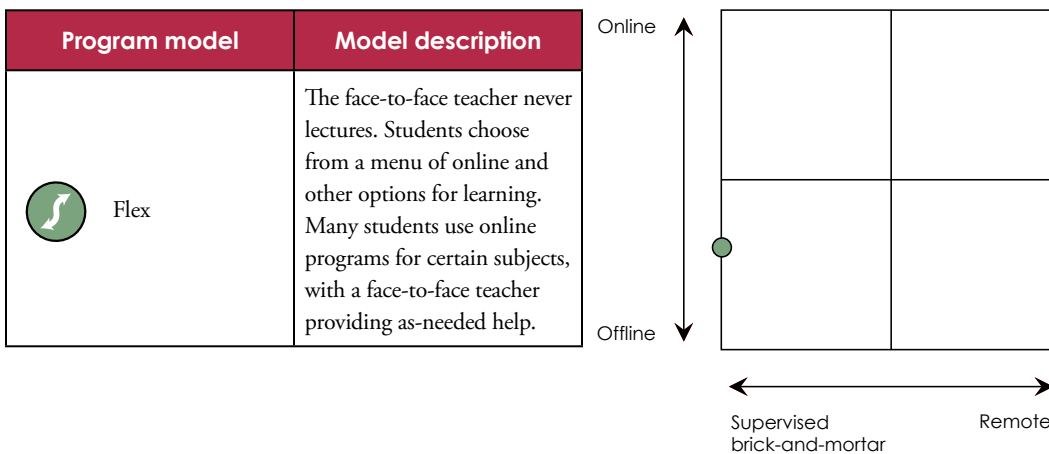 Program model
Model description
Flex
The face-to-face teacher never
lectures. Students choose
from a menu of online and
other options for learning.
Many students use online
programs for certain subjects,
with a face-to-face teacher
providing as-needed help.
Online
Offline
Supervised
brick-and-mortar
Remote